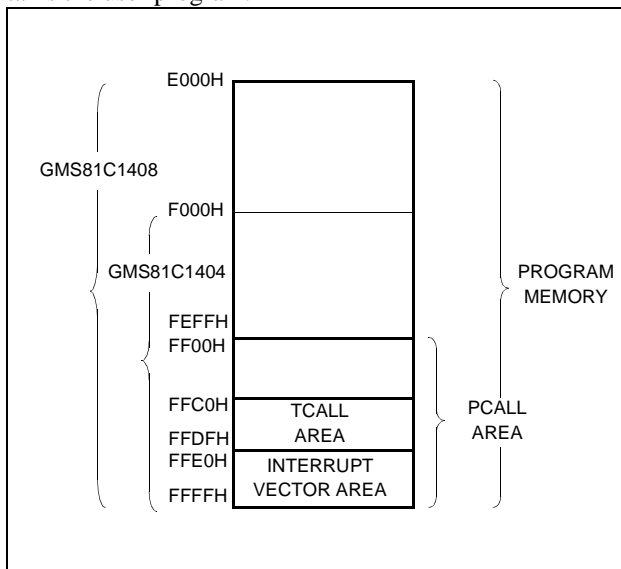 E000H
GMS81C1408
F000H
GMS81C1404
PROGRAM
MEMORY
FEFFH
FF00H
FFC0H
TCALL
AREA
PCALL
AREA
FFDFH
FFE0H
INTERRUPT
VECTOR AREA
FFFFH